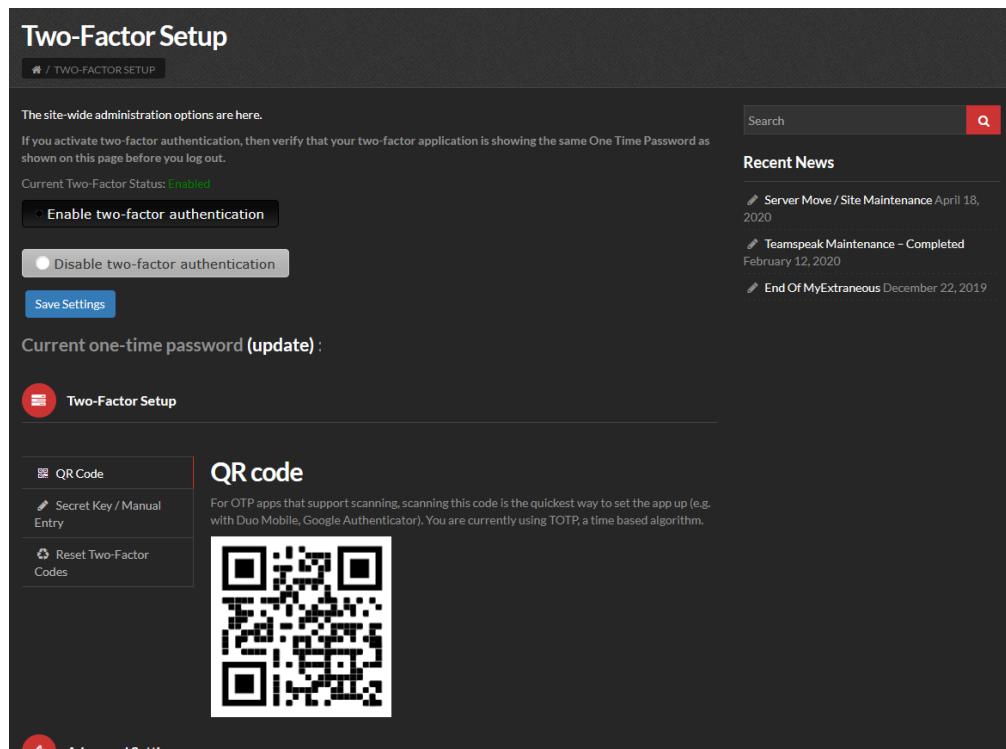 Two-Factor Setup
/ TWO-FACTOR SETUP
The site-wide administration options are here.
If you activate two-factor authentication, then verify that your two-factor application is showing the same One Time Password as
shown on this page before you log out.
Current Two-Factor Status: Enabled
Enable two-factor authentication
Disable two-factor authentication
Save Settings
Current one-time password (update) :
Two-Factor Setup
QR Code
Secret Key / Manual
Entry
Reset Two-Factor
Codes
QR code
For OTP apps that support scanning, scanning this code is the quickest way to set the app up (e.g.
with Duo Mobile, Google Authenticator). You are currently using TOTP, a time based algorithm.
Search
Recent News
Server Move / Site Maintenance April 18,
2020
Teamspeak Maintenance – Completed
February 12, 2020
End Of MyExtraneous December 22, 2019